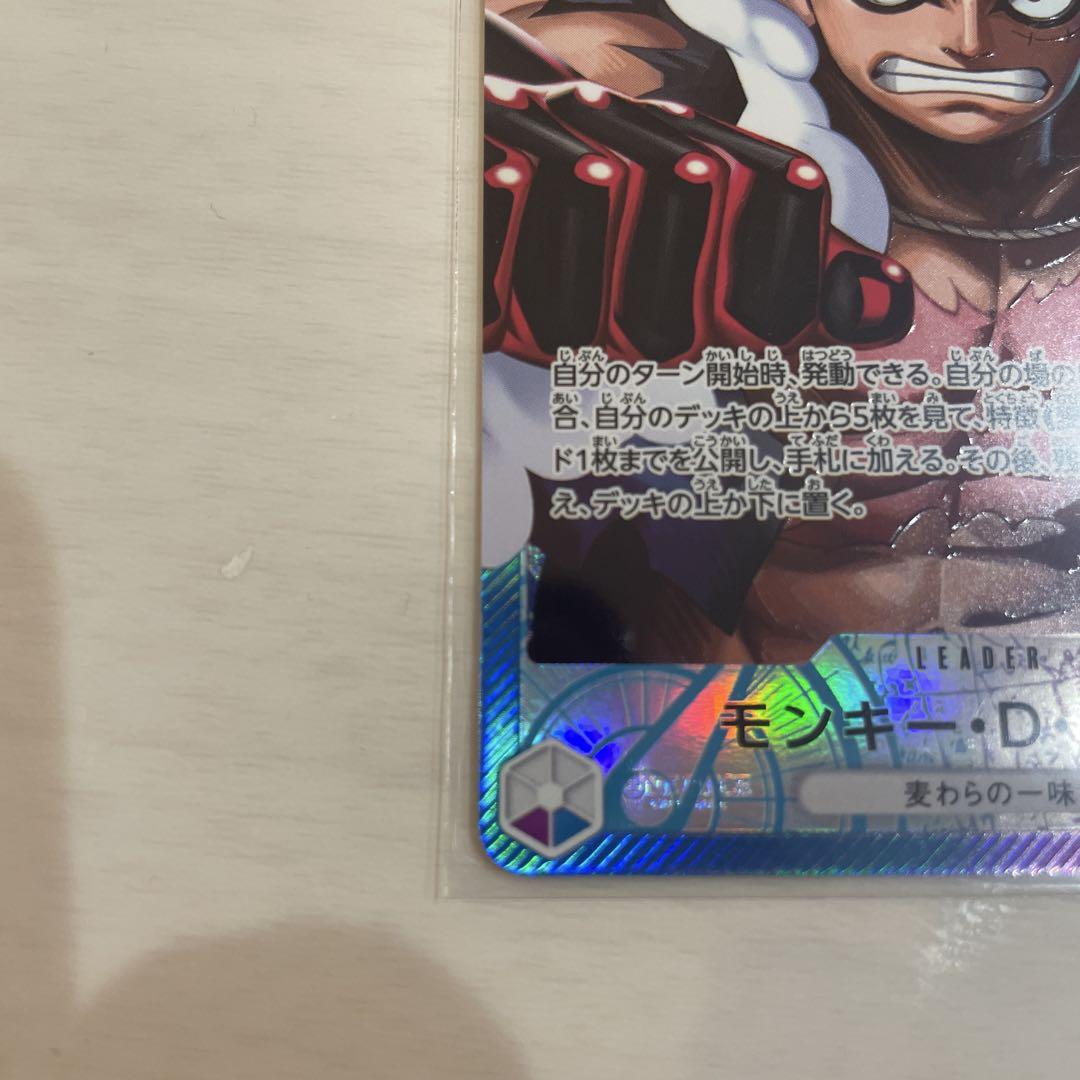 自分のターン開始時、発動できる。自分の場の
合、自分のデッキの上から5枚を見て、特徴
ド1枚までを公開し、手札に加える。その後、
え、デッキの上か下に置く。
LEADER
モンキー・D・
麦わらの一味